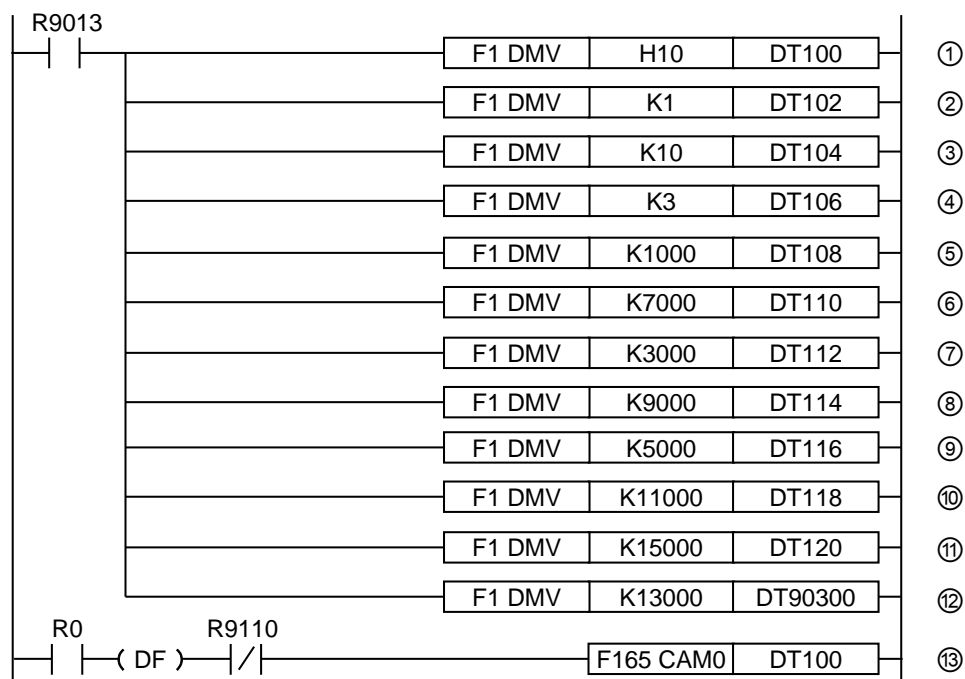 R9013
F1 DMV H10 DT100 ①
F1 DMV K1 DT102 ②
F1 DMV K10 DT104 ③
F1 DMV K3 DT106 ④
F1 DMV K1000 DT108 ⑤
F1 DMV K7000 DT110 ⑥
F1 DMV K3000 DT112 ⑦
F1 DMV K9000 DT114 ⑧
F1 DMV K5000 DT116 ⑨
F1 DMV K11000 DT118 ⑩
F1 DMV K15000 DT120 ⑪
F1 DMV K13000 DT90300 ⑫
R0 R9110
( DF ) F165 CAM0 DT100 ⑬